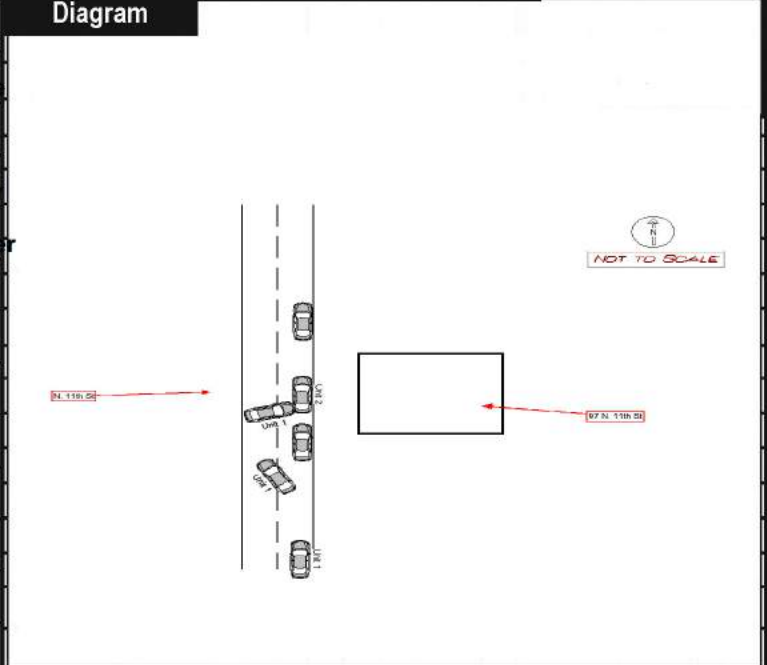 Diagram
r
N
NOT TO SCALE
Unit 2
N. 11th St
97 N. 11th St
Unit 1
Unit 1
Unit 1